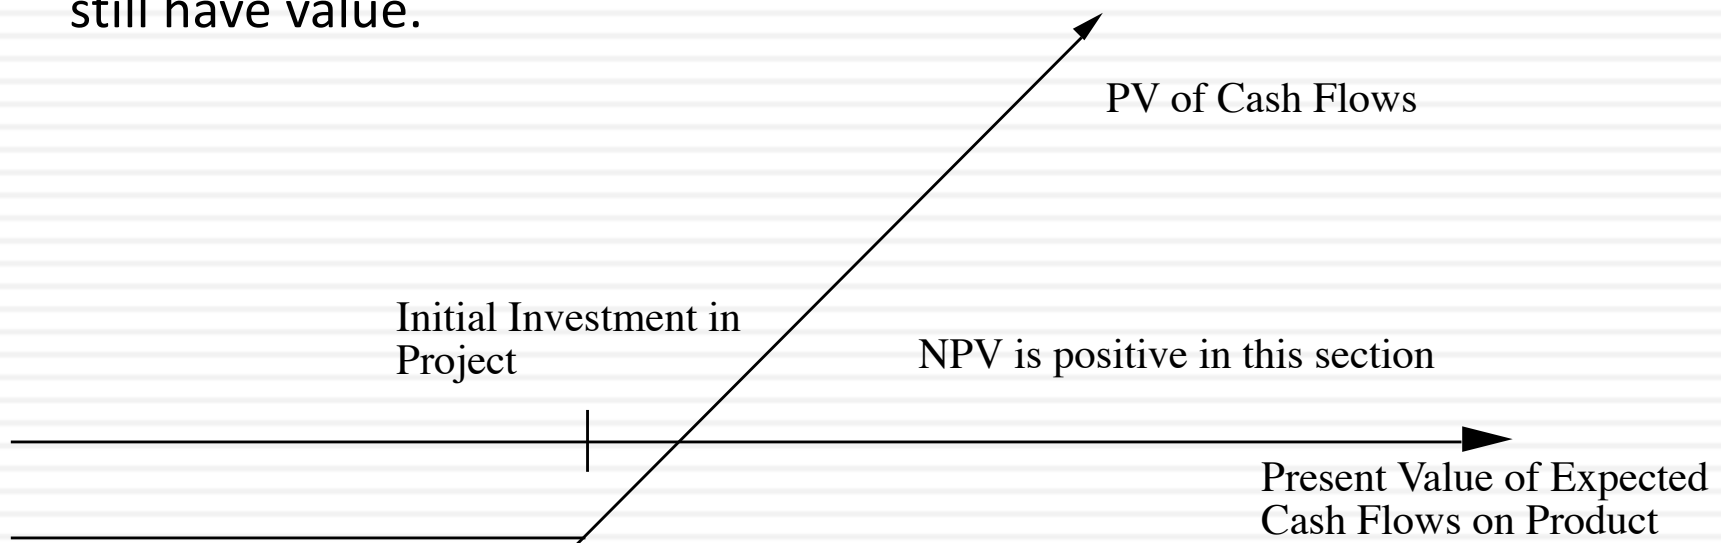 still have value.
PV of Cash Flows
Initial Investment in
Project
NPV is positive in this section
Present Value of Expected
Cash Flows on Product